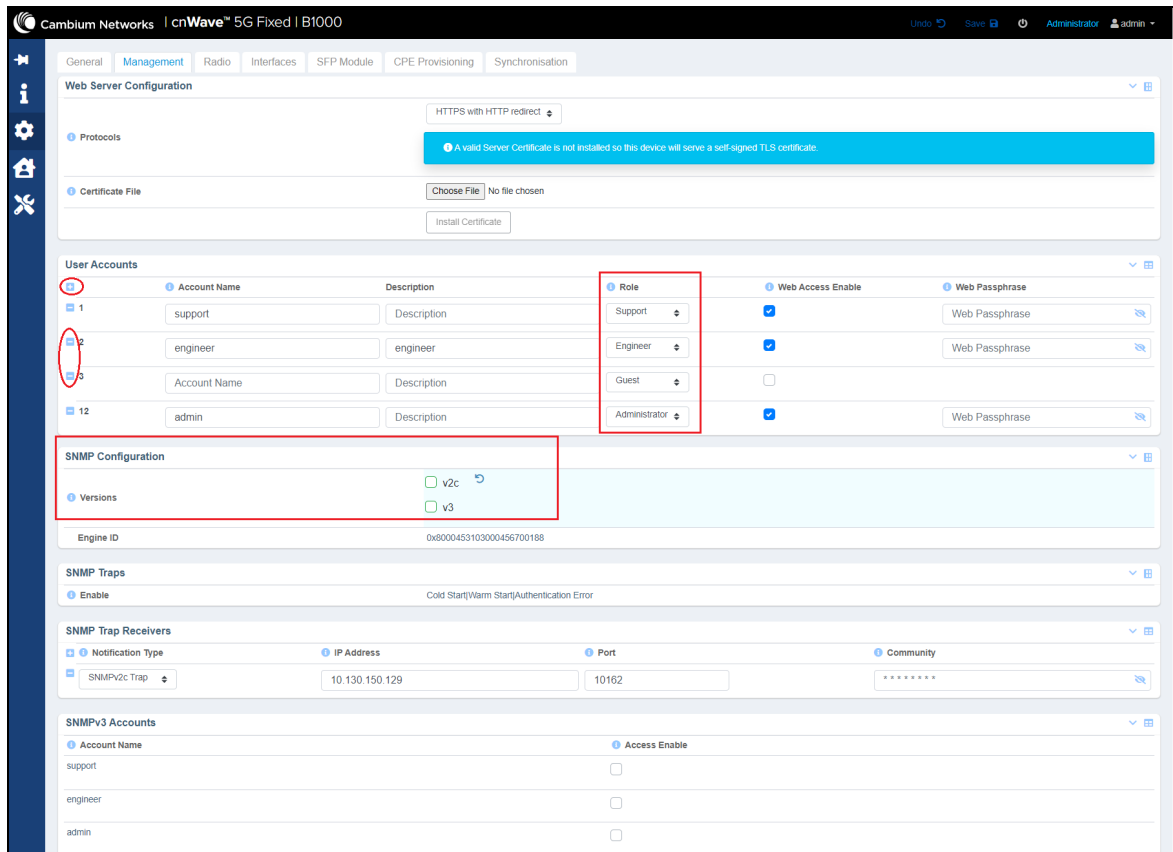 Cambium Networks | cnWave™ 5G Fixed | B1000 Undo Save Administrator admin
General Management Radio Interfaces SFP Module CPE Provisioning Synchronisation
Web Server Configuration
HTTPS with HTTP redirect
Protocols
A valid Server Certificate is not installed so this device will serve a self-signed TLS certificate.
Certificate File Choose File No file chosen
Install Certificate
User Accounts
Account Name Description Role Web Access Enable Web Passphrase
1 support Description Support Web Passphrase
2 engineer engineer Engineer Web Passphrase
3 Account Name Description Guest
12 admin Description Administrator Web Passphrase
SNMP Configuration
v2c
Versions
v3
Engine ID 0x8000453103000456700188
SNMP Traps
Enable Cold Start|Warm Start|Authentication Error
SNMP Trap Receivers
Notification Type IP Address Port Community
SNMPv2c Trap 10.130.150.129 10162 ********
SNMPv3 Accounts
Account Name Access Enable
support
engineer
admin